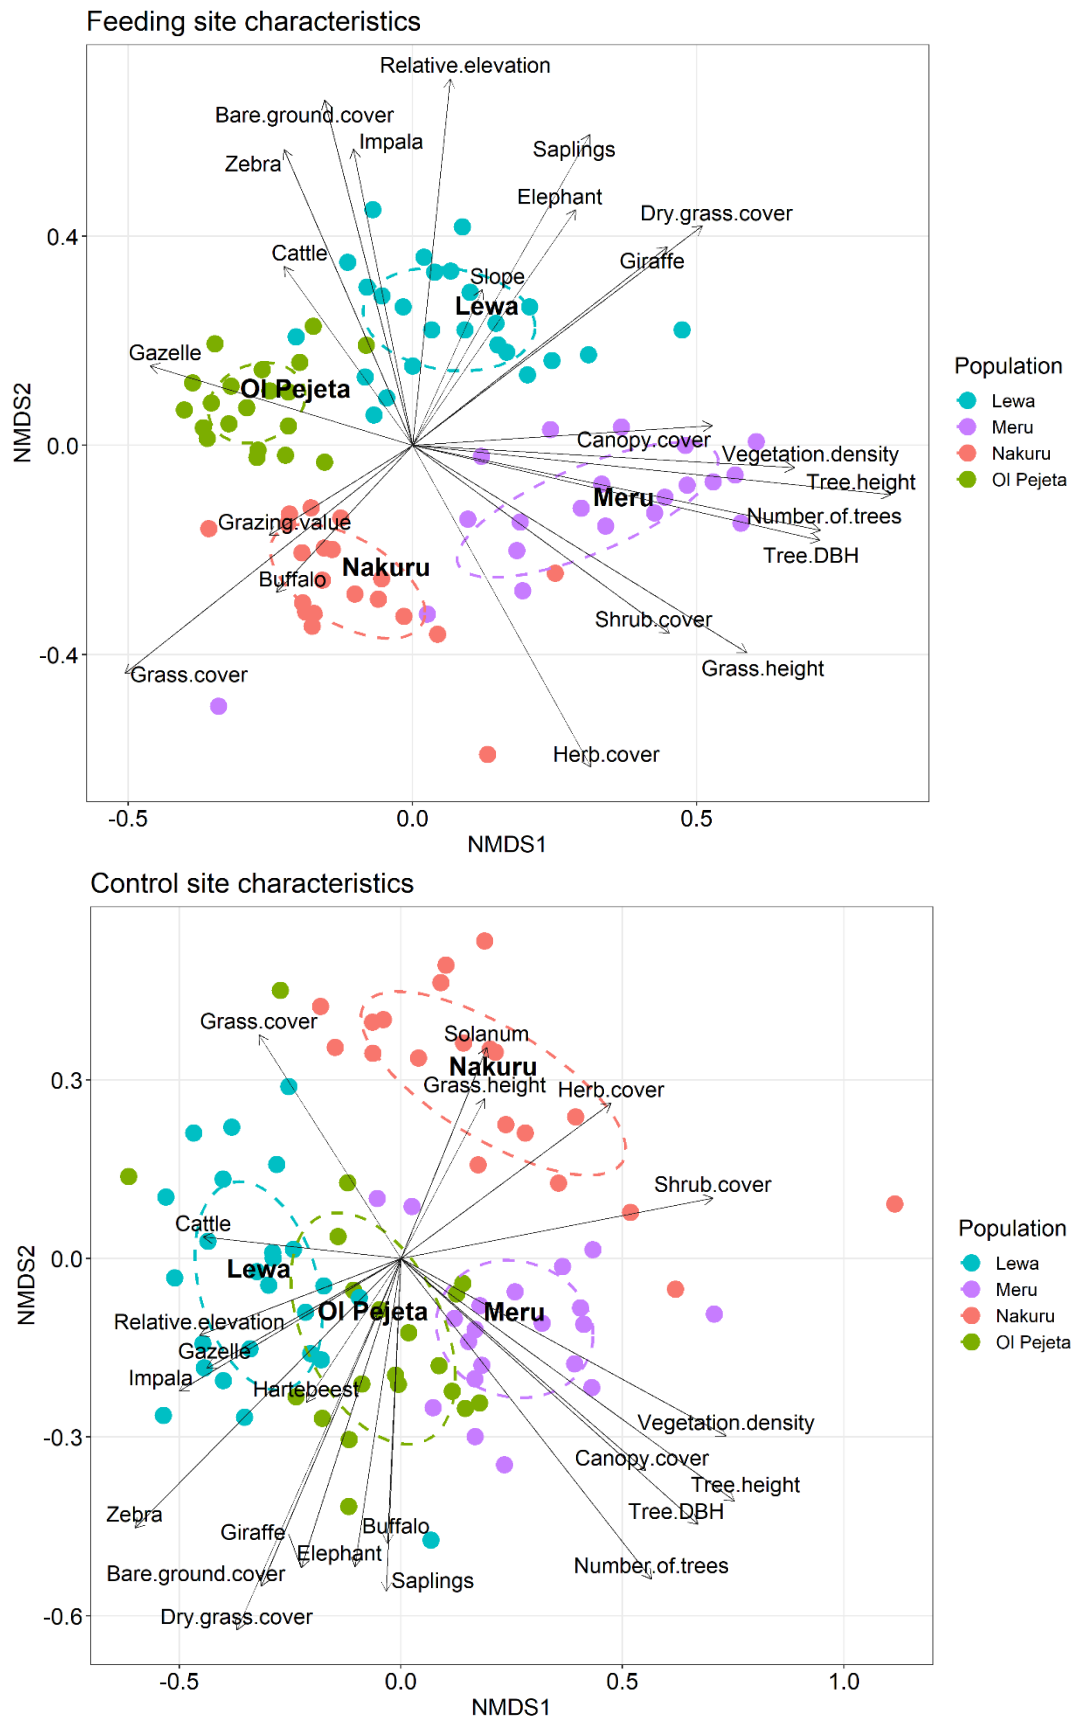 Feeding site characteristics
Relative.elevation
Bare.ground.cover
Impala
Zebra
Saplings
Elephant
Dry.grass.cover
Giraffe
Cattle
Slope
Lewa
Gazelle
Ol Pejeta
Canopy.cover
Vegetation.density
Tree.height
Meru
Number.of.trees
Tree.DBH
Grazing.value
Nakuru
Buffalo
Shrub.cover
Grass.height
Grass.cover
Herb.cover
0.4
0.0
-0.4
NMDS2
-0.5
0.0
0.5
NMDS1
Population
Lewa
Meru
Nakuru
Ol Pejeta
Control site characteristics
Grass.cover
Solanum
Nakuru
Grass.height
Herb.cover
Shrub.cover
Cattle
Lewa
Relative.elevation
Ol Pejeta
Meru
Gazelle
Impala
Hartebeest
Vegetation.density
Canopy.cover
Tree.height
Tree.DBH
Zebra
Giraffe
Buffalo
Elephant
Number.of.trees
Bare.ground.cover
Saplings
Dry.grass.cover
0.3
0.0
-0.3
-0.6
NMDS2
-0.5
0.0
0.5
1.0
NMDS1
Population
Lewa
Meru
Nakuru
Ol Pejeta